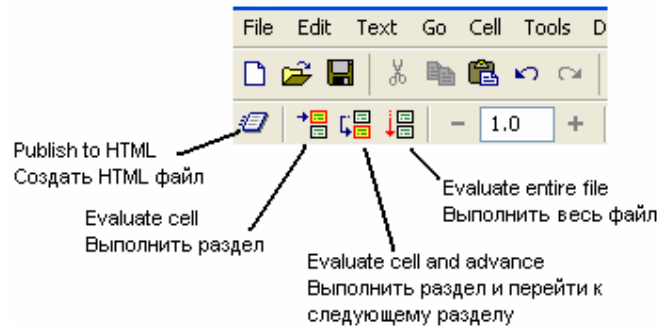 File Edit Text Go Cell Tools D
1.0
Publish to HTML
Создать HTML файл
Evaluate cell
Выполнить раздел
Evaluate entire file
Выполнить весь файл
Evaluate cell and advance
Выполнить раздел и перейти к
следующему разделу